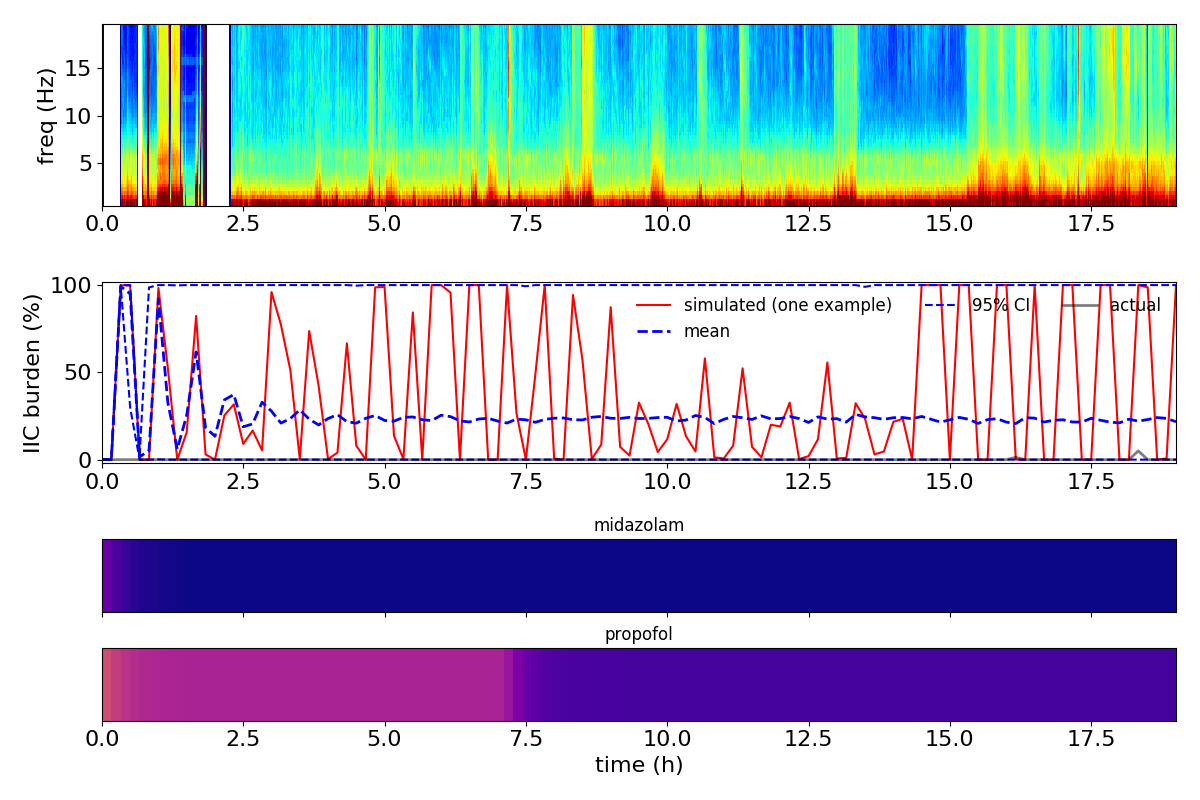 freq (Hz)
15
10
5
0.0 2.5 5.0 7.5 10.0 12.5 15.0 17.5
IIC burden (%)
100
50
0
simulated (one example) 95% CI actual
mean
0.0 2.5 5.0 7.5 10.0 12.5 15.0 17.5
midazolam
propofol
0.0 2.5 5.0 7.5 10.0 12.5 15.0 17.5
time (h)